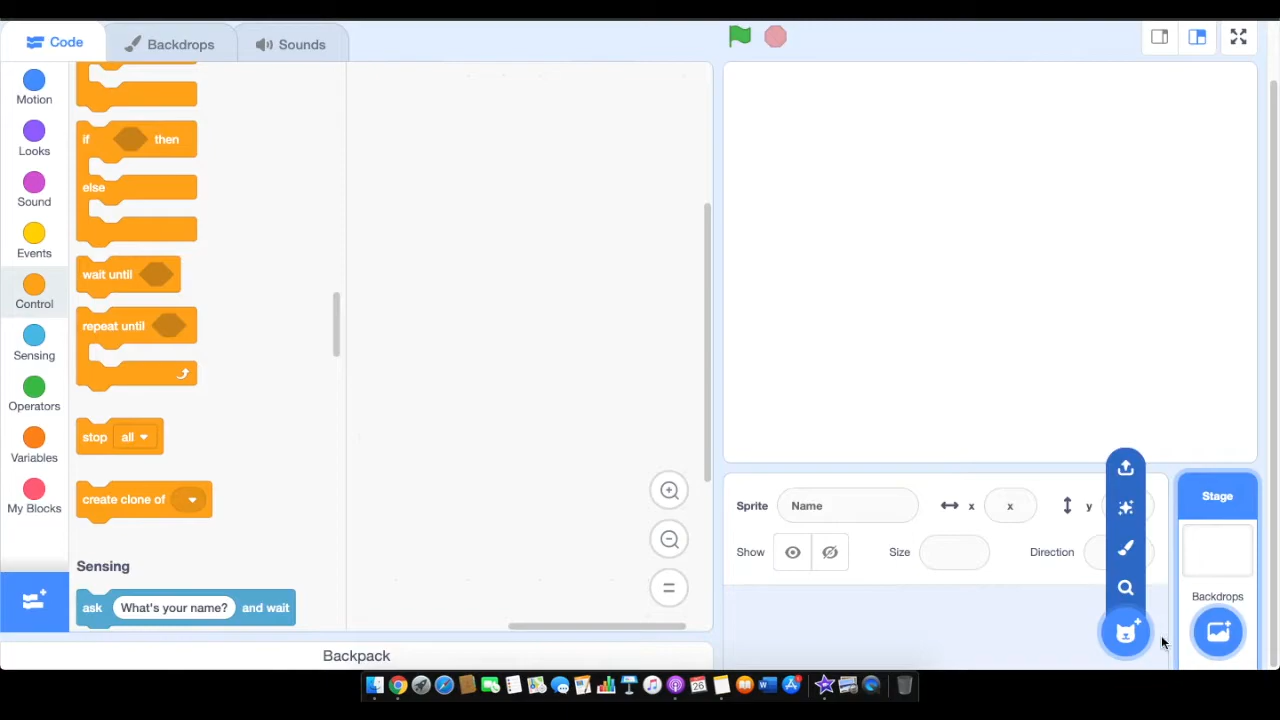 Code
Backdrops
Sounds
Motion
Looks
Sound
Events
Control
Sensing
Operators
Variables
My Blocks
if then
else
wait until
repeat until
stop all
create clone of
Sensing
ask What's your name? and wait
Backpack
Sprite Name x x y
Show Size Direction
Stage
Backdrops
26